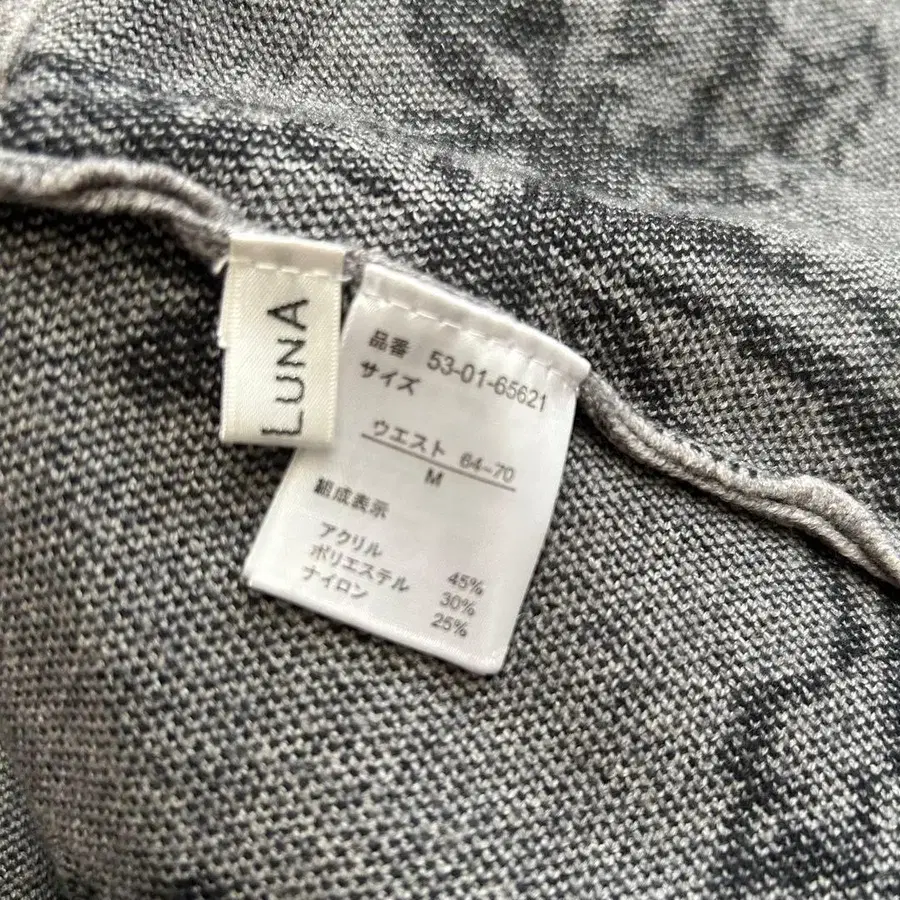 LUNA
品番 53-01-65621
サイズ
ウエスト 64-70
M
組成表示
アクリル 45%
ポリエステル 30%
ナイロン 25%